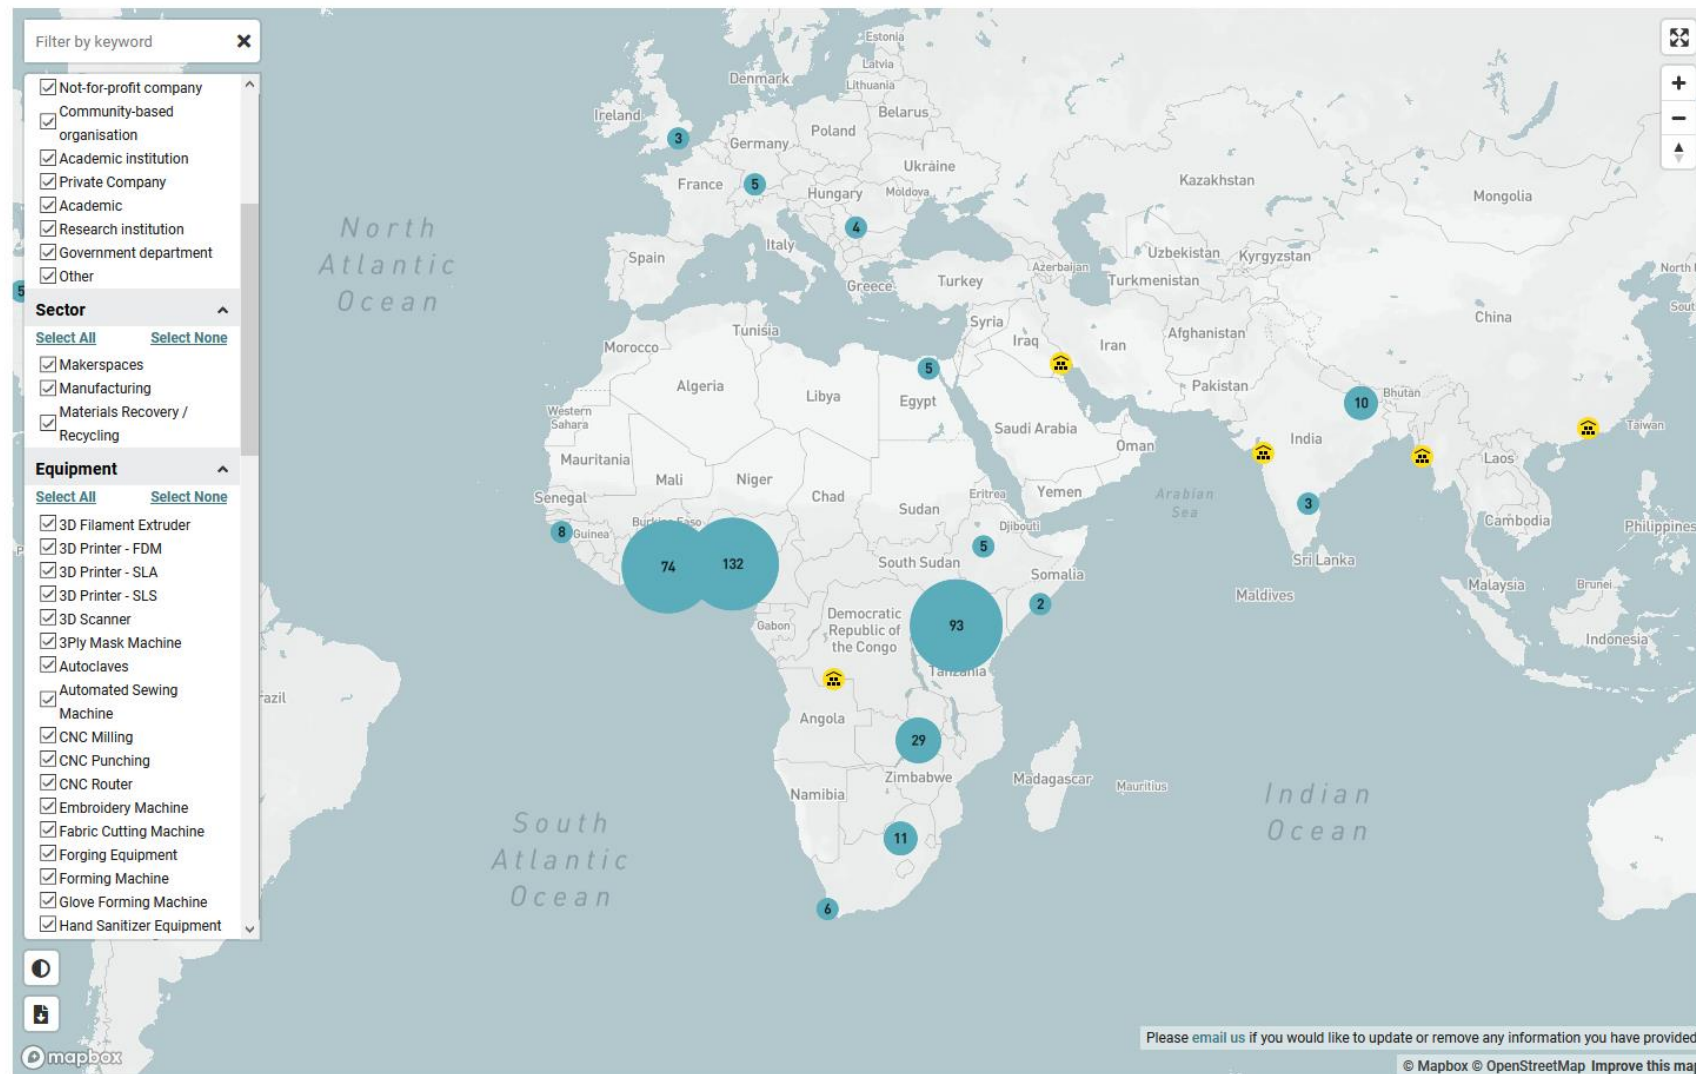 Filter by keyword
Not-for-profit company
Community-based
organisation
Academic institution
Private Company
Academic
Research institution
Government department
Other
Sector
Select All Select None
Makerspaces
Manufacturing
Materials Recovery /
Recycling
Equipment
Select All Select None
3D Filament Extruder
3D Printer - FDM
3D Printer - SLA
3D Printer - SLS
3D Scanner
3Ply Mask Machine
Autoclaves
Automated Sewing
Machine
CNC Milling
CNC Punching
CNC Router
Embroidery Machine
Fabric Cutting Machine
Forging Equipment
Forming Machine
Glove Forming Machine
Hand Sanitizer Equipment
mapbox
Estonia
Latvia
Lithuania
Denmark
Ireland
Belarus
Poland
3
Germany
Ukraine
France
5
Hungary
Moldova
Kazakhstan
Mongolia
North
Atlantic
Ocean
4
Italy
Spain
Uzbekistan
Kyrgyzstan
Azerbaijan
Turkmenistan
North
Greece
Turkey
5
Syria
Tunisia
Morocco
Iraq
Iran
Afghanistan
China
5
Algeria
Libya
Egypt
Pakistan
Bhutan
10
Western
Sahara
Saudi Arabia
Oman
India
Taiwan
Mauritania
Mali
Niger
Chad
Laos
Senegal
Sudan
Eritrea
Yemen
Arabian
Sea
3
8
Guinea
Burkina Faso
Djibouti
Cambodia
Philippines
74
132
South Sudan
5
Somalia
Sri Lanka
Malaysia
Brunei
Maldives
2
Gabon
Democratic
Republic of
the Congo
93
Indonesia
Tanzania
azil
Angola
29
Zimbabwe
Madagascar
Mauritius
Namibia
Indian
Ocean
South
Atlantic
Ocean
11
6
Please email us if you would like to update or remove any information you have provided
© Mapbox © OpenStreetMap Improve this map